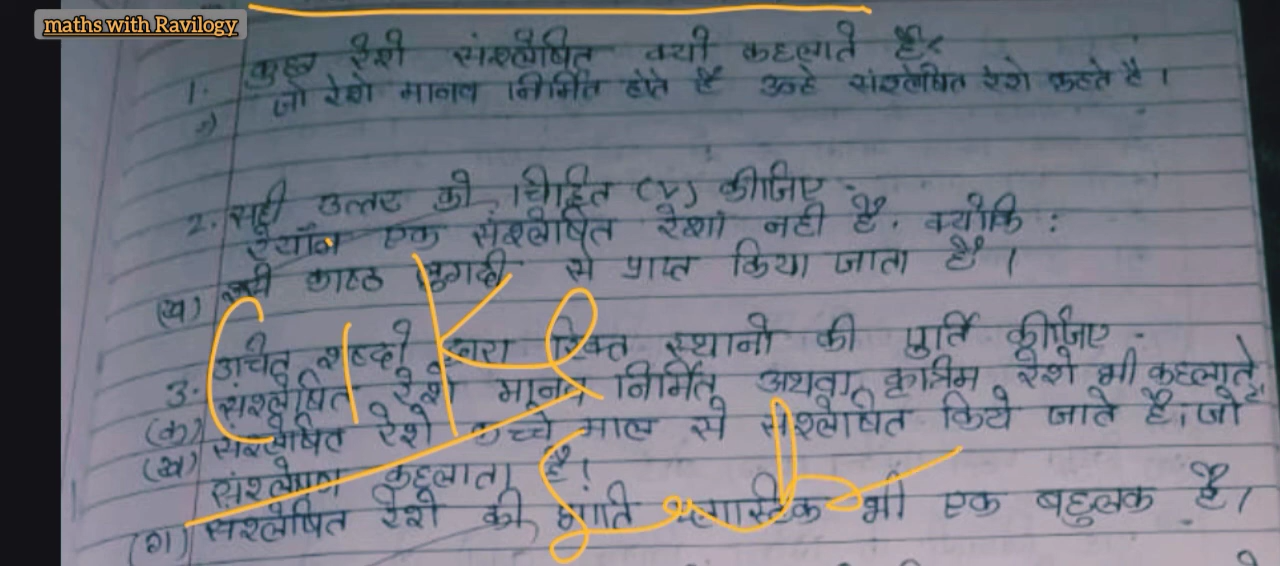 maths with Ravilogy
1. कुछ रेशे संश्लेषित क्यों कहलाते है?
जो रेशे मानव निर्मित होते है उन्हे संश्लेषित रेशे कहते है।
2. सही उत्तर को चिह्नित (✓) कीजिए -
रेयॉन एक संश्लेषित रेशा नही है. क्योकि :
(ख) काष्ठ लुगदी से प्राप्त किया जाता है।
3. उचित शब्दो द्वारा रिक्त स्थानो की पुर्ति कीजिए -
(क) संश्लेषित रेशे मानव निर्मित अथवा कृत्रिम रेशे भी कहलाते है
(ख) संश्लेषित रेशे कच्चे माल से संश्लेषित किये जाते है, जो
संश्लेषण कहलाता है!
(ग) संश्लेषित रेशे की भाति प्लास्टिक भी एक बहुलक है।